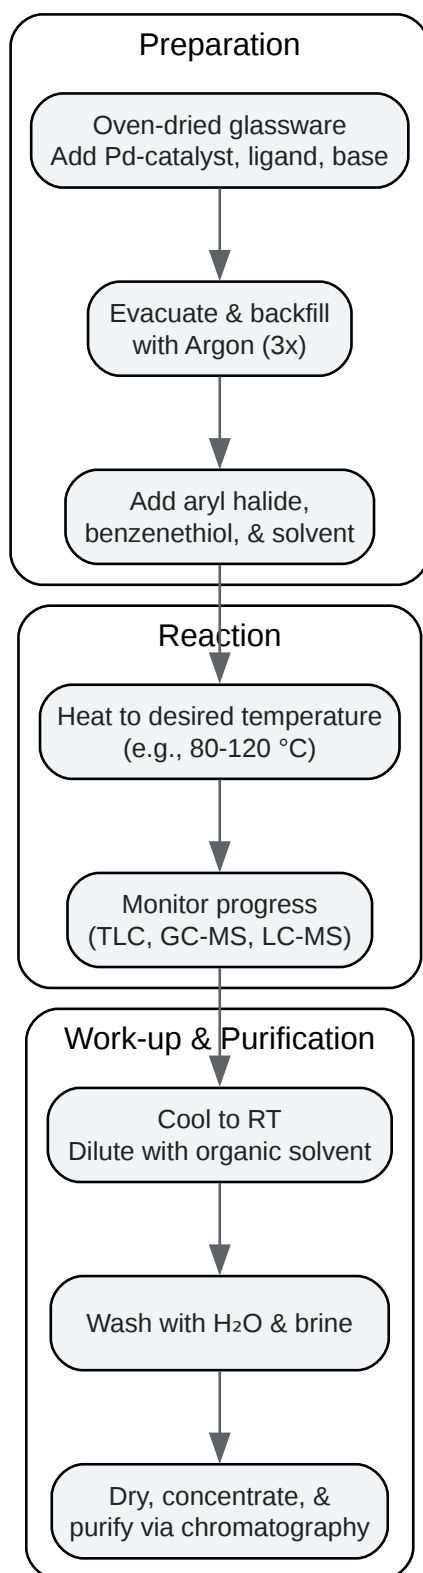 Preparation
Oven-dried glassware
Add Pd-catalyst, ligand, base
Evacuate & backfill
with Argon (3x)
Add aryl halide,
benzenethiol, & solvent
Reaction
Heat to desired temperature
(e.g., 80-120 °C)
Monitor progress
(TLC, GC-MS, LC-MS)
Work-up & Purification
Cool to RT
Dilute with organic solvent
Wash with H₂O & brine
Dry, concentrate, &
purify via chromatography